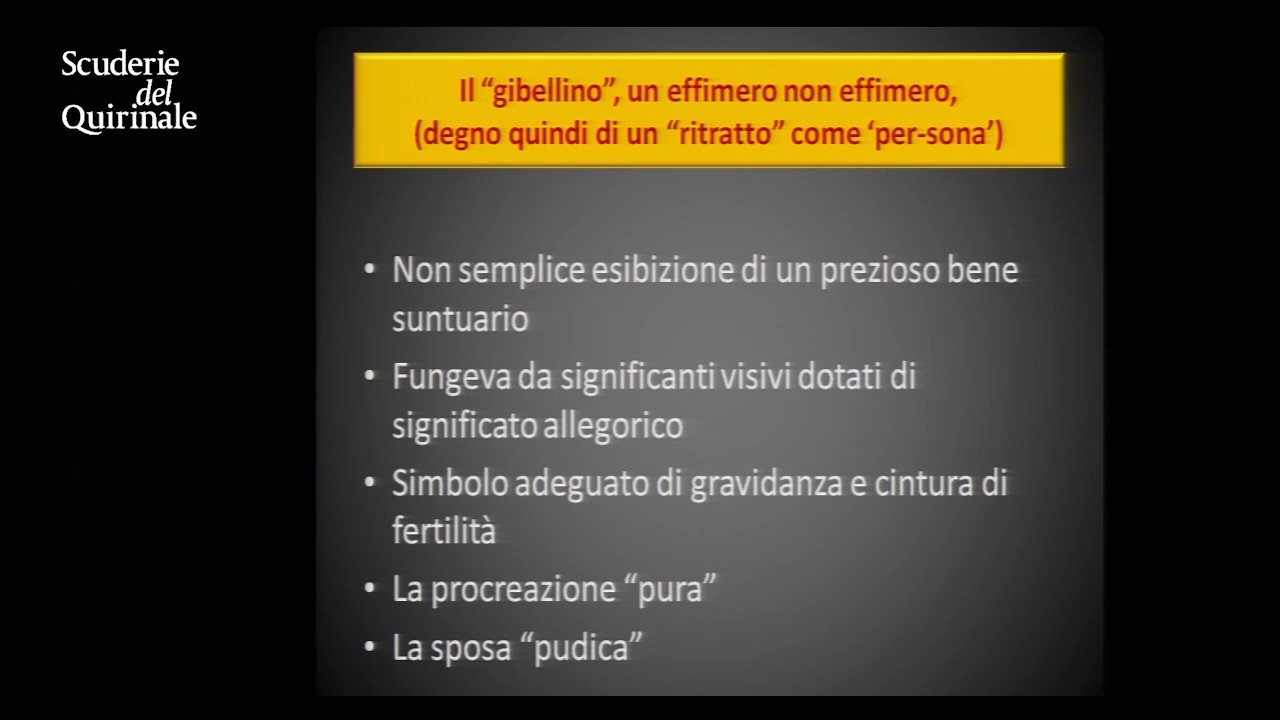 Scuderie
del
Quirinale
Il “gibellino”, un effimero non effimero,
(degno quindi di un “ritratto” come ‘per-sona’)
• Non semplice esibizione di un prezioso bene
suntuario
• Fungeva da significanti visivi dotati di
significato allegorico
• Simbolo adeguato di gravidanza e cintura di
fertilità
• La procreazione “pura”
• La sposa “pudica”